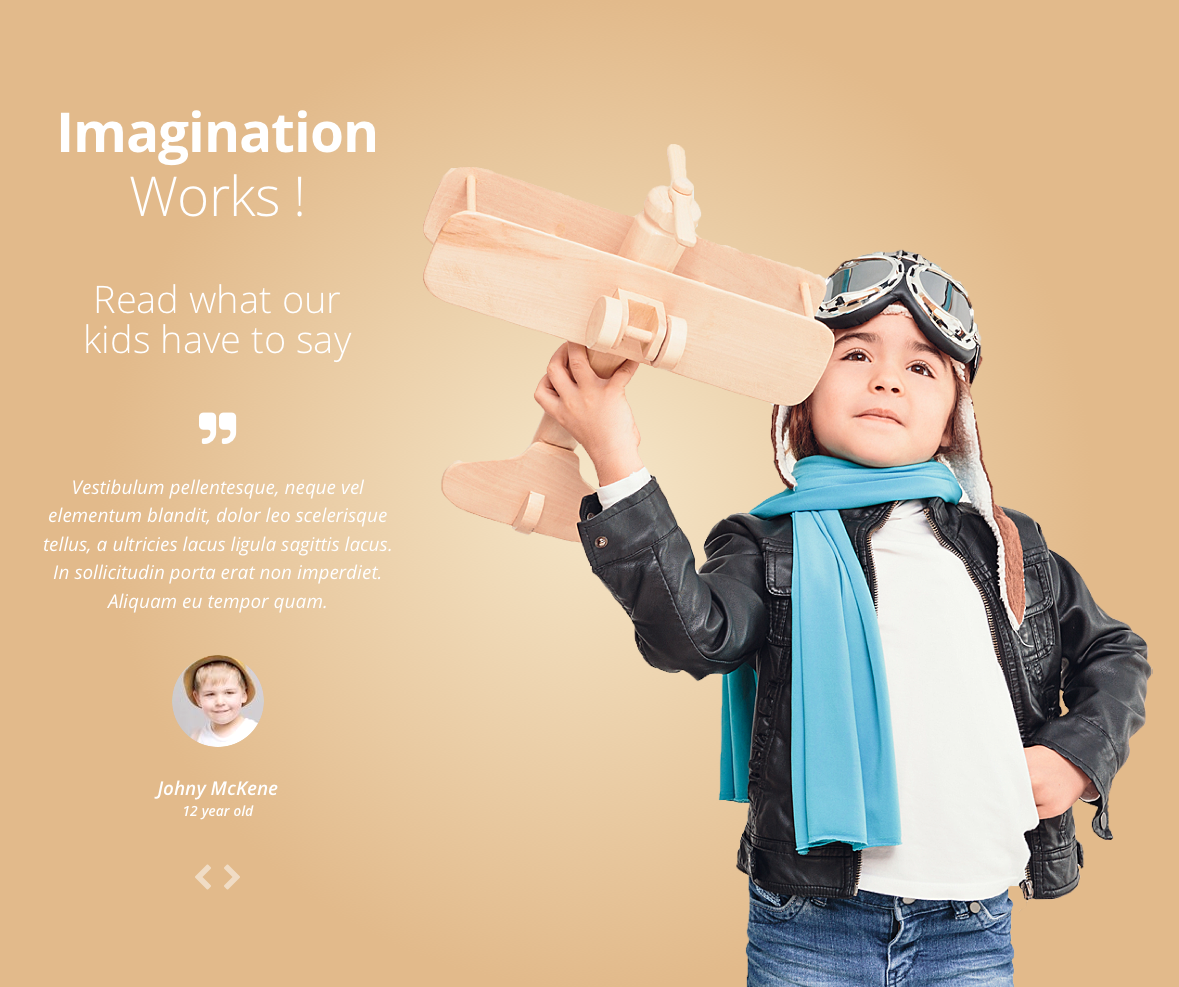 Imagination
Works !
Read what our
kids have to say
”
Vestibulum pellentesque, neque vel
elementum blandit, dolor leo scelerisque
tellus, a ultricies lacus ligula sagittis lacus.
In sollicitudin porta erat non imperdiet.
Aliquam eu tempor quam.
Johny McKene
12 year old